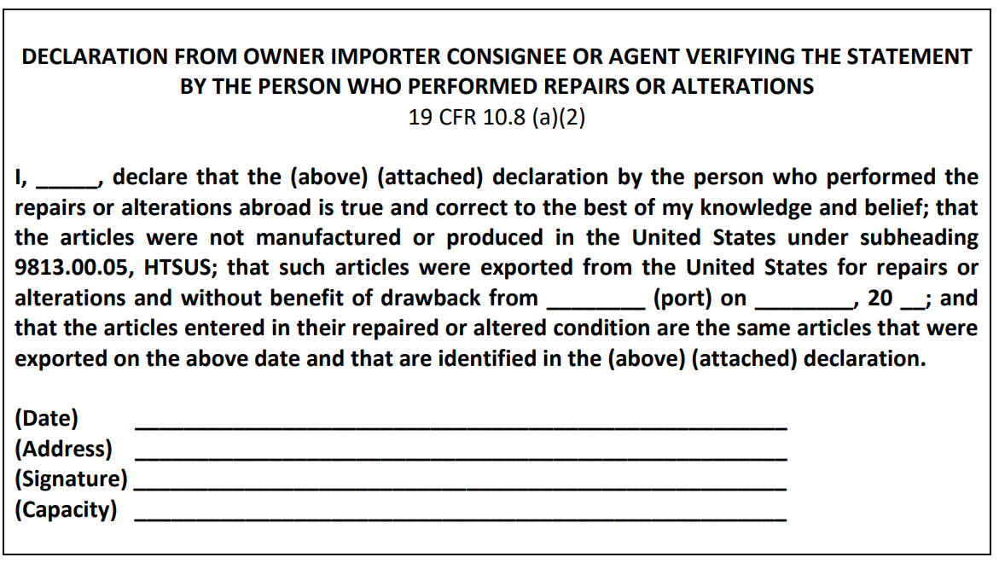 DECLARATION FROM OWNER IMPORTER CONSIGNEE OR AGENT VERIFYING THE STATEMENT
BY THE PERSON WHO PERFORMED REPAIRS OR ALTERATIONS
19 CFR 10.8 (a)(2)
I, _____, declare that the (above) (attached) declaration by the person who performed the
repairs or alterations abroad is true and correct to the best of my knowledge and belief; that
the articles were not manufactured or produced in the United States under subheading
9813.00.05, HTSUS; that such articles were exported from the United States for repairs or
alterations and without benefit of drawback from ________ (port) on ________, 20 __; and
that the articles entered in their repaired or altered condition are the same articles that were
exported on the above date and that are identified in the (above) (attached) declaration.
(Date) ______________________________________________________
(Address) ______________________________________________________
(Signature) ______________________________________________________
(Capacity) ______________________________________________________